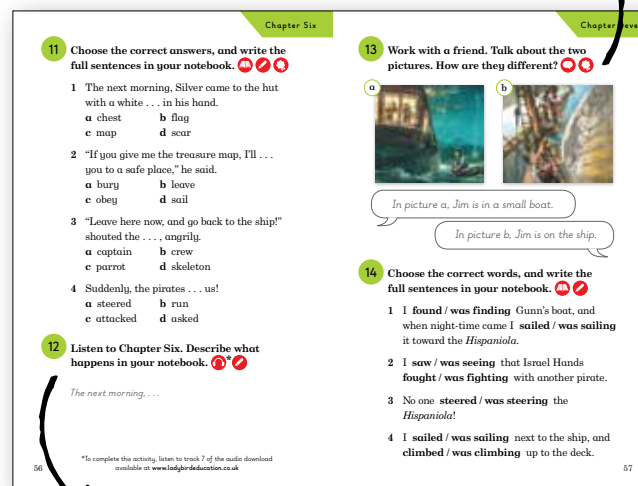 Chapter Six
11 Choose the correct answers, and write the
full sentences in your notebook.
1 The next morning, Silver came to the hut
with a white . . . in his hand.
a chest b flag
c map d scar
2 “If you give me the treasure map, I'll . . .
you to a safe place,” he said.
a bury b leave
c obey d sail
3 “Leave here now, and go back to the ship!”
shouted the . . . , angrily.
a captain b crew
c parrot d skeleton
4 Suddenly, the pirates . . . us!
a steered b run
c attacked d asked
12 Listen to Chapter Six. Describe what
happens in your notebook. *
The next morning, . . .
*To complete this activity, listen to track 7 of the audio download
available at www.ladybirdeducation.co.uk
56
Chapter
13 Work with a friend. Talk about the two
pictures. How are they different?
a b
In picture a, Jim is in a small boat.
In picture b, Jim is on the ship.
14 Choose the correct words, and write the
full sentences in your notebook.
1 I found / was finding Gunn's boat, and
when night-time came I sailed / was sailing
it toward the Hispaniola.
2 I saw / was seeing that Israel Hands
fought / was fighting with another pirate.
3 No one steered / was steering the
Hispaniola!
4 I sailed / was sailing next to the ship, and
climbed / was climbing up to the deck.
57